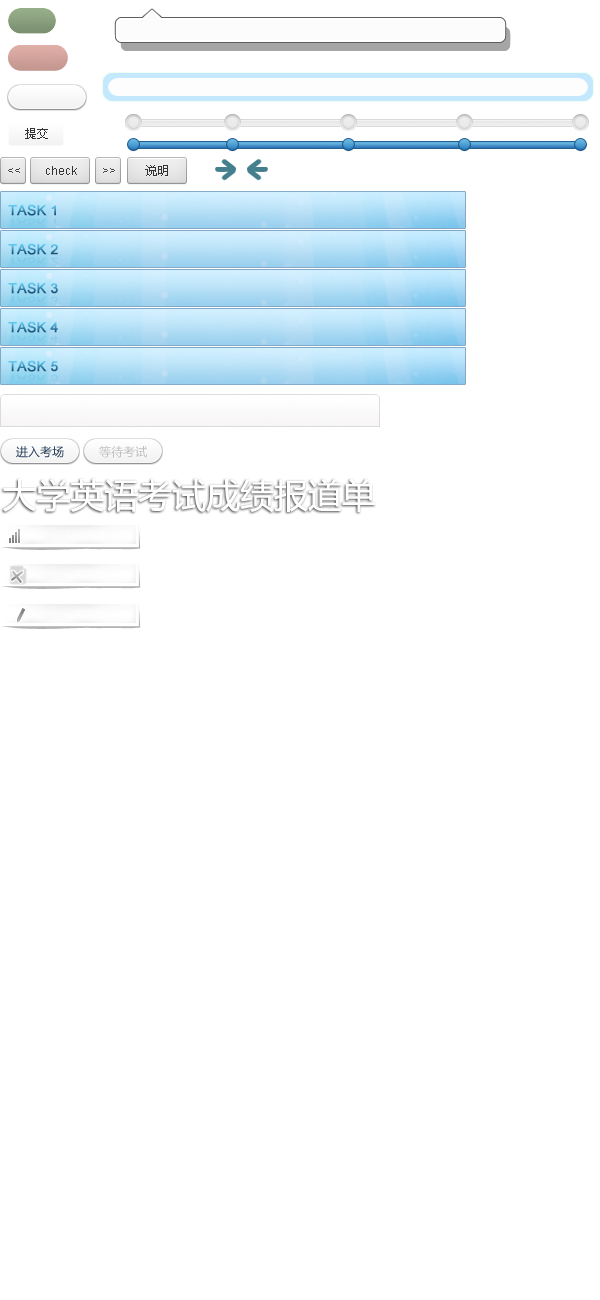 提交
<< check >> 说明
TASK 1
TASK 2
TASK 3
TASK 4
TASK 5
进入考场 等待考试
大学英语考试成绩报道单